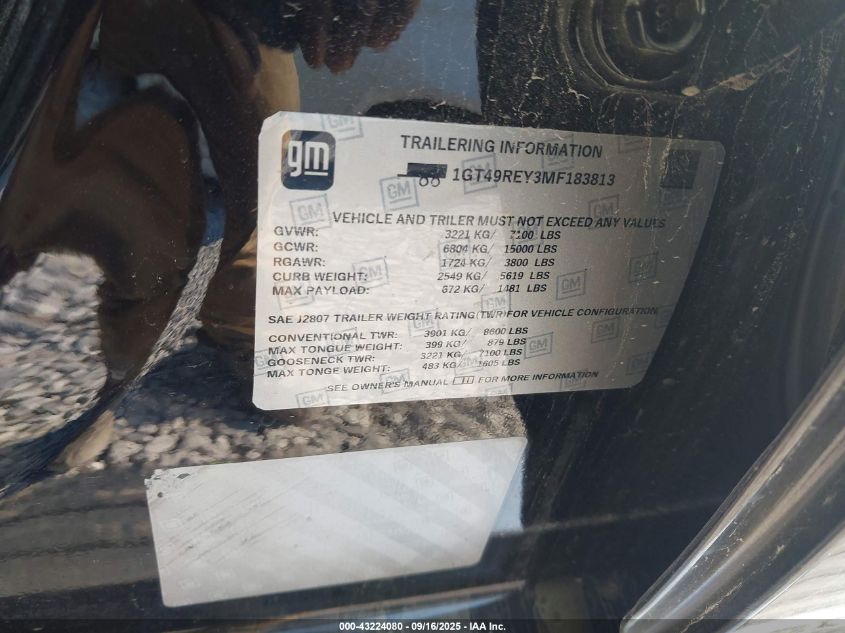 gm
TRAILERING INFORMATION
1GT49REY3MF183813
VEHICLE AND TRILER MUST NOT EXCEED ANY VALUES
GVWR: 3221 KG/ 7100 LBS
GCWR: 6804 KG/ 15000 LBS
RGAWR: 1724 KG/ 3800 LBS
CURB WEIGHT: 2549 KG/ 5619 LBS
MAX PAYLOAD: 672 KG/ 1481 LBS
SAE J2807 TRAILER WEIGHT RATING(TWR)FOR VEHICLE CONFIGURATION
CONVENTIONAL TWR: 3901 KG/ 8600 LBS
MAX TONGUE WEIGHT: 399 KG/ 879 LBS
GOOSENECK TWR: 3221 KG/ 7100 LBS
MAX TONGE WEIGHT: 483 KG/ 1605 LBS
SEE OWNER'S MANUAL FOR MORE INFORMATION
000-43224080 - 09/16/2025 - IAA Inc.